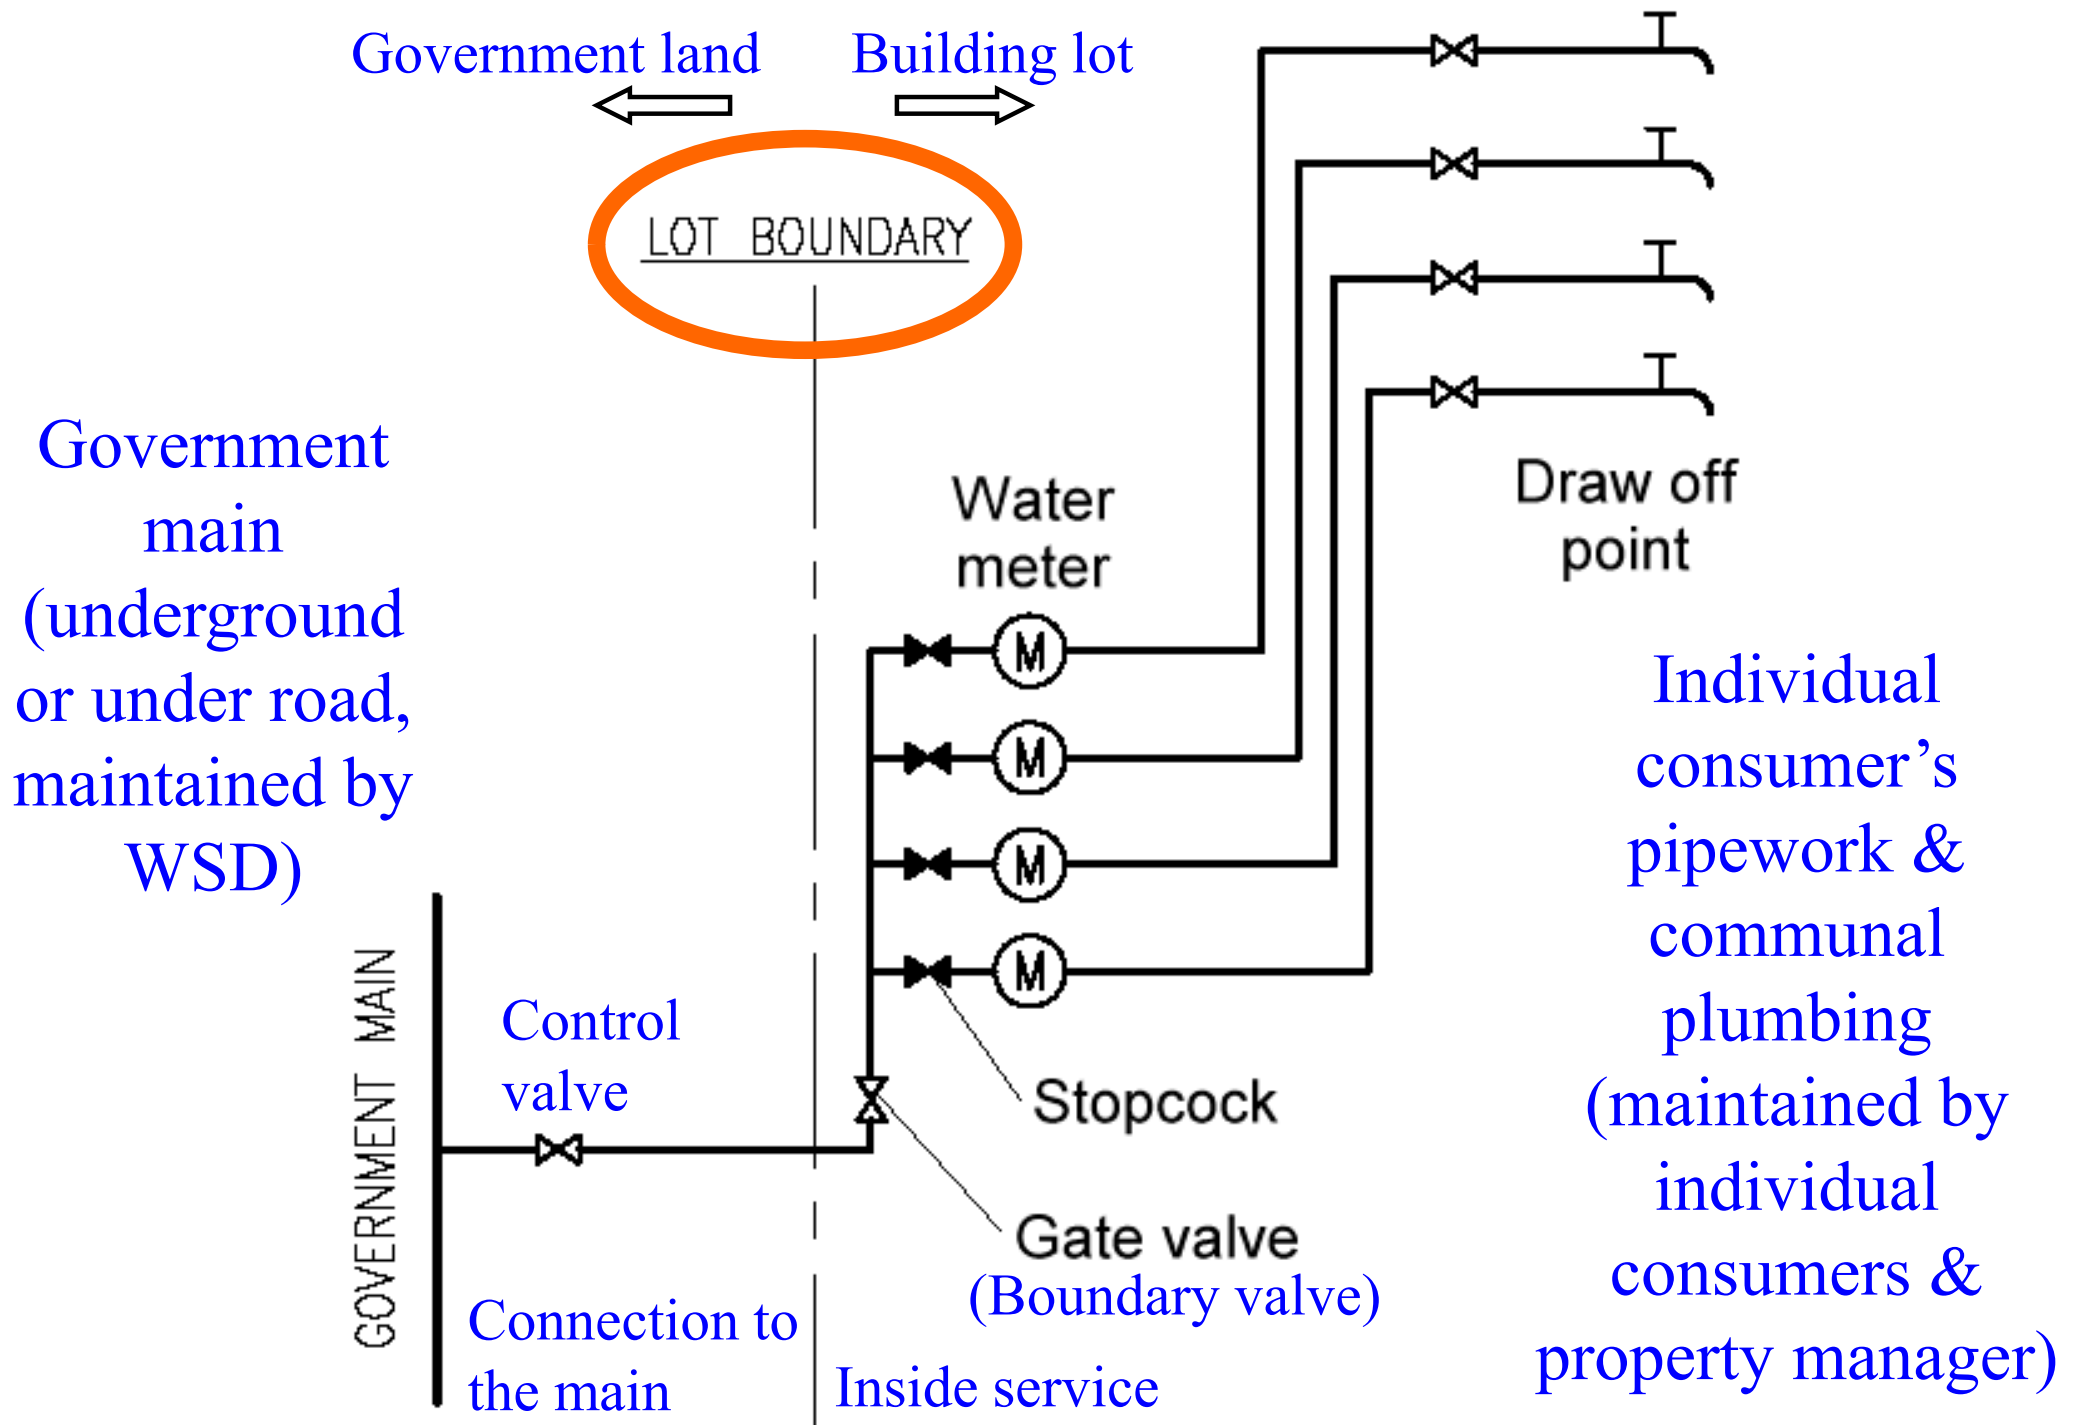 Government land
Building lot
LOT BOUNDARY
Government
main
(underground
or under road,
maintained by
WSD)
Water
meter
Draw off
point
M
M
M
M
Individual
consumer’s
pipework &
communal
plumbing
(maintained by
individual
consumers &
property manager)
GOVERNMENT MAIN
Control
valve
Stopcock
Gate valve
(Boundary valve)
Connection to
the main
Inside service